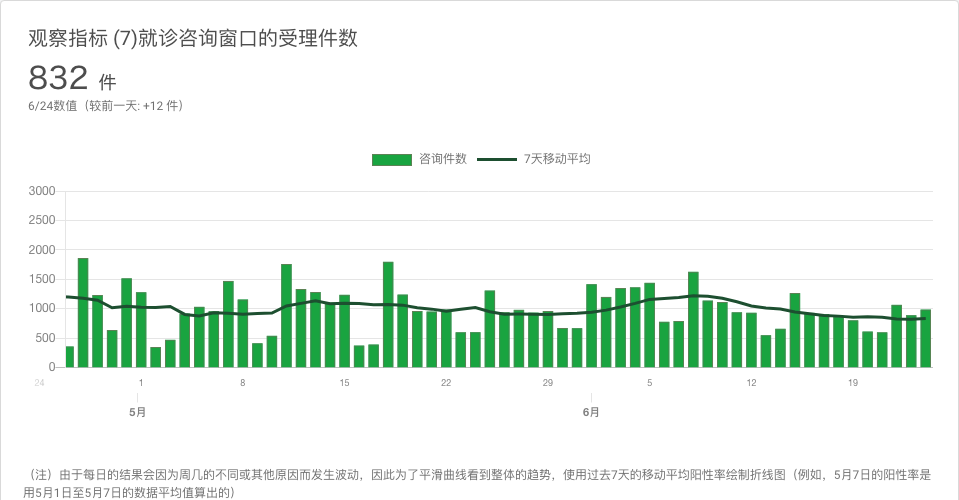 观察指标 (7)就诊咨询窗口的受理件数
832 件
6/24数值（较前一天: +12 件）
咨询件数 7天移动平均
3000
2500
2000
1500
1000
500
0
24 1 8 15 22 29 5 12 19
5月 6月
（注）由于每日的结果会因为周几的不同或其他原因而发生波动，因此为了平滑曲线看到整体的趋势，使用过去7天的移动平均阳性率绘制折线图（例如，5月7日的阳性率是
用5月1日至5月7日的数据平均值算出的）